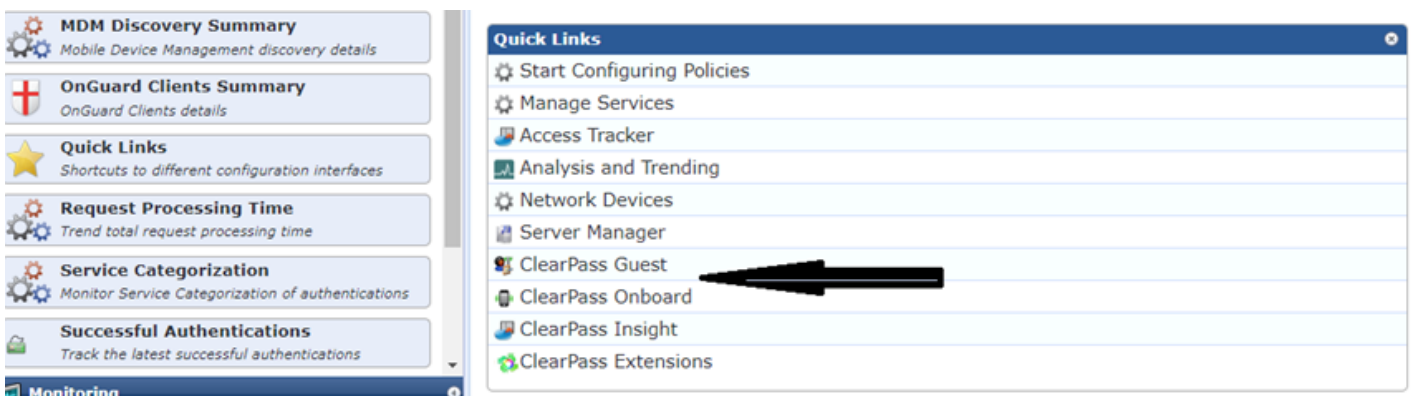 MDM Discovery Summary
Mobile Device Management discovery details
OnGuard Clients Summary
OnGuard Clients details
Quick Links
Shortcuts to different configuration interfaces
Request Processing Time
Trend total request processing time
Service Categorization
Monitor Service Categorization of authentications
Successful Authentications
Track the latest successful authentications
Monitoring
Quick Links
Start Configuring Policies
Manage Services
Access Tracker
Analysis and Trending
Network Devices
Server Manager
ClearPass Guest
ClearPass Onboard
ClearPass Insight
ClearPass Extensions